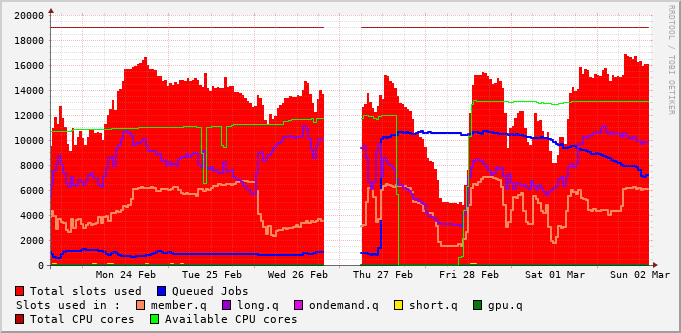 20000
18000
16000
14000
12000
10000
8000
6000
4000
2000
0
Mon 24 Feb Tue 25 Feb Wed 26 Feb Thu 27 Feb Fri 28 Feb Sat 01 Mar Sun 02 Mar
Total slots used Queued Jobs
Slots used in : member.q long.q ondemand.q short.q gpu.q
Total CPU cores Available CPU cores
RRDTOOL / TOBI OETIKER